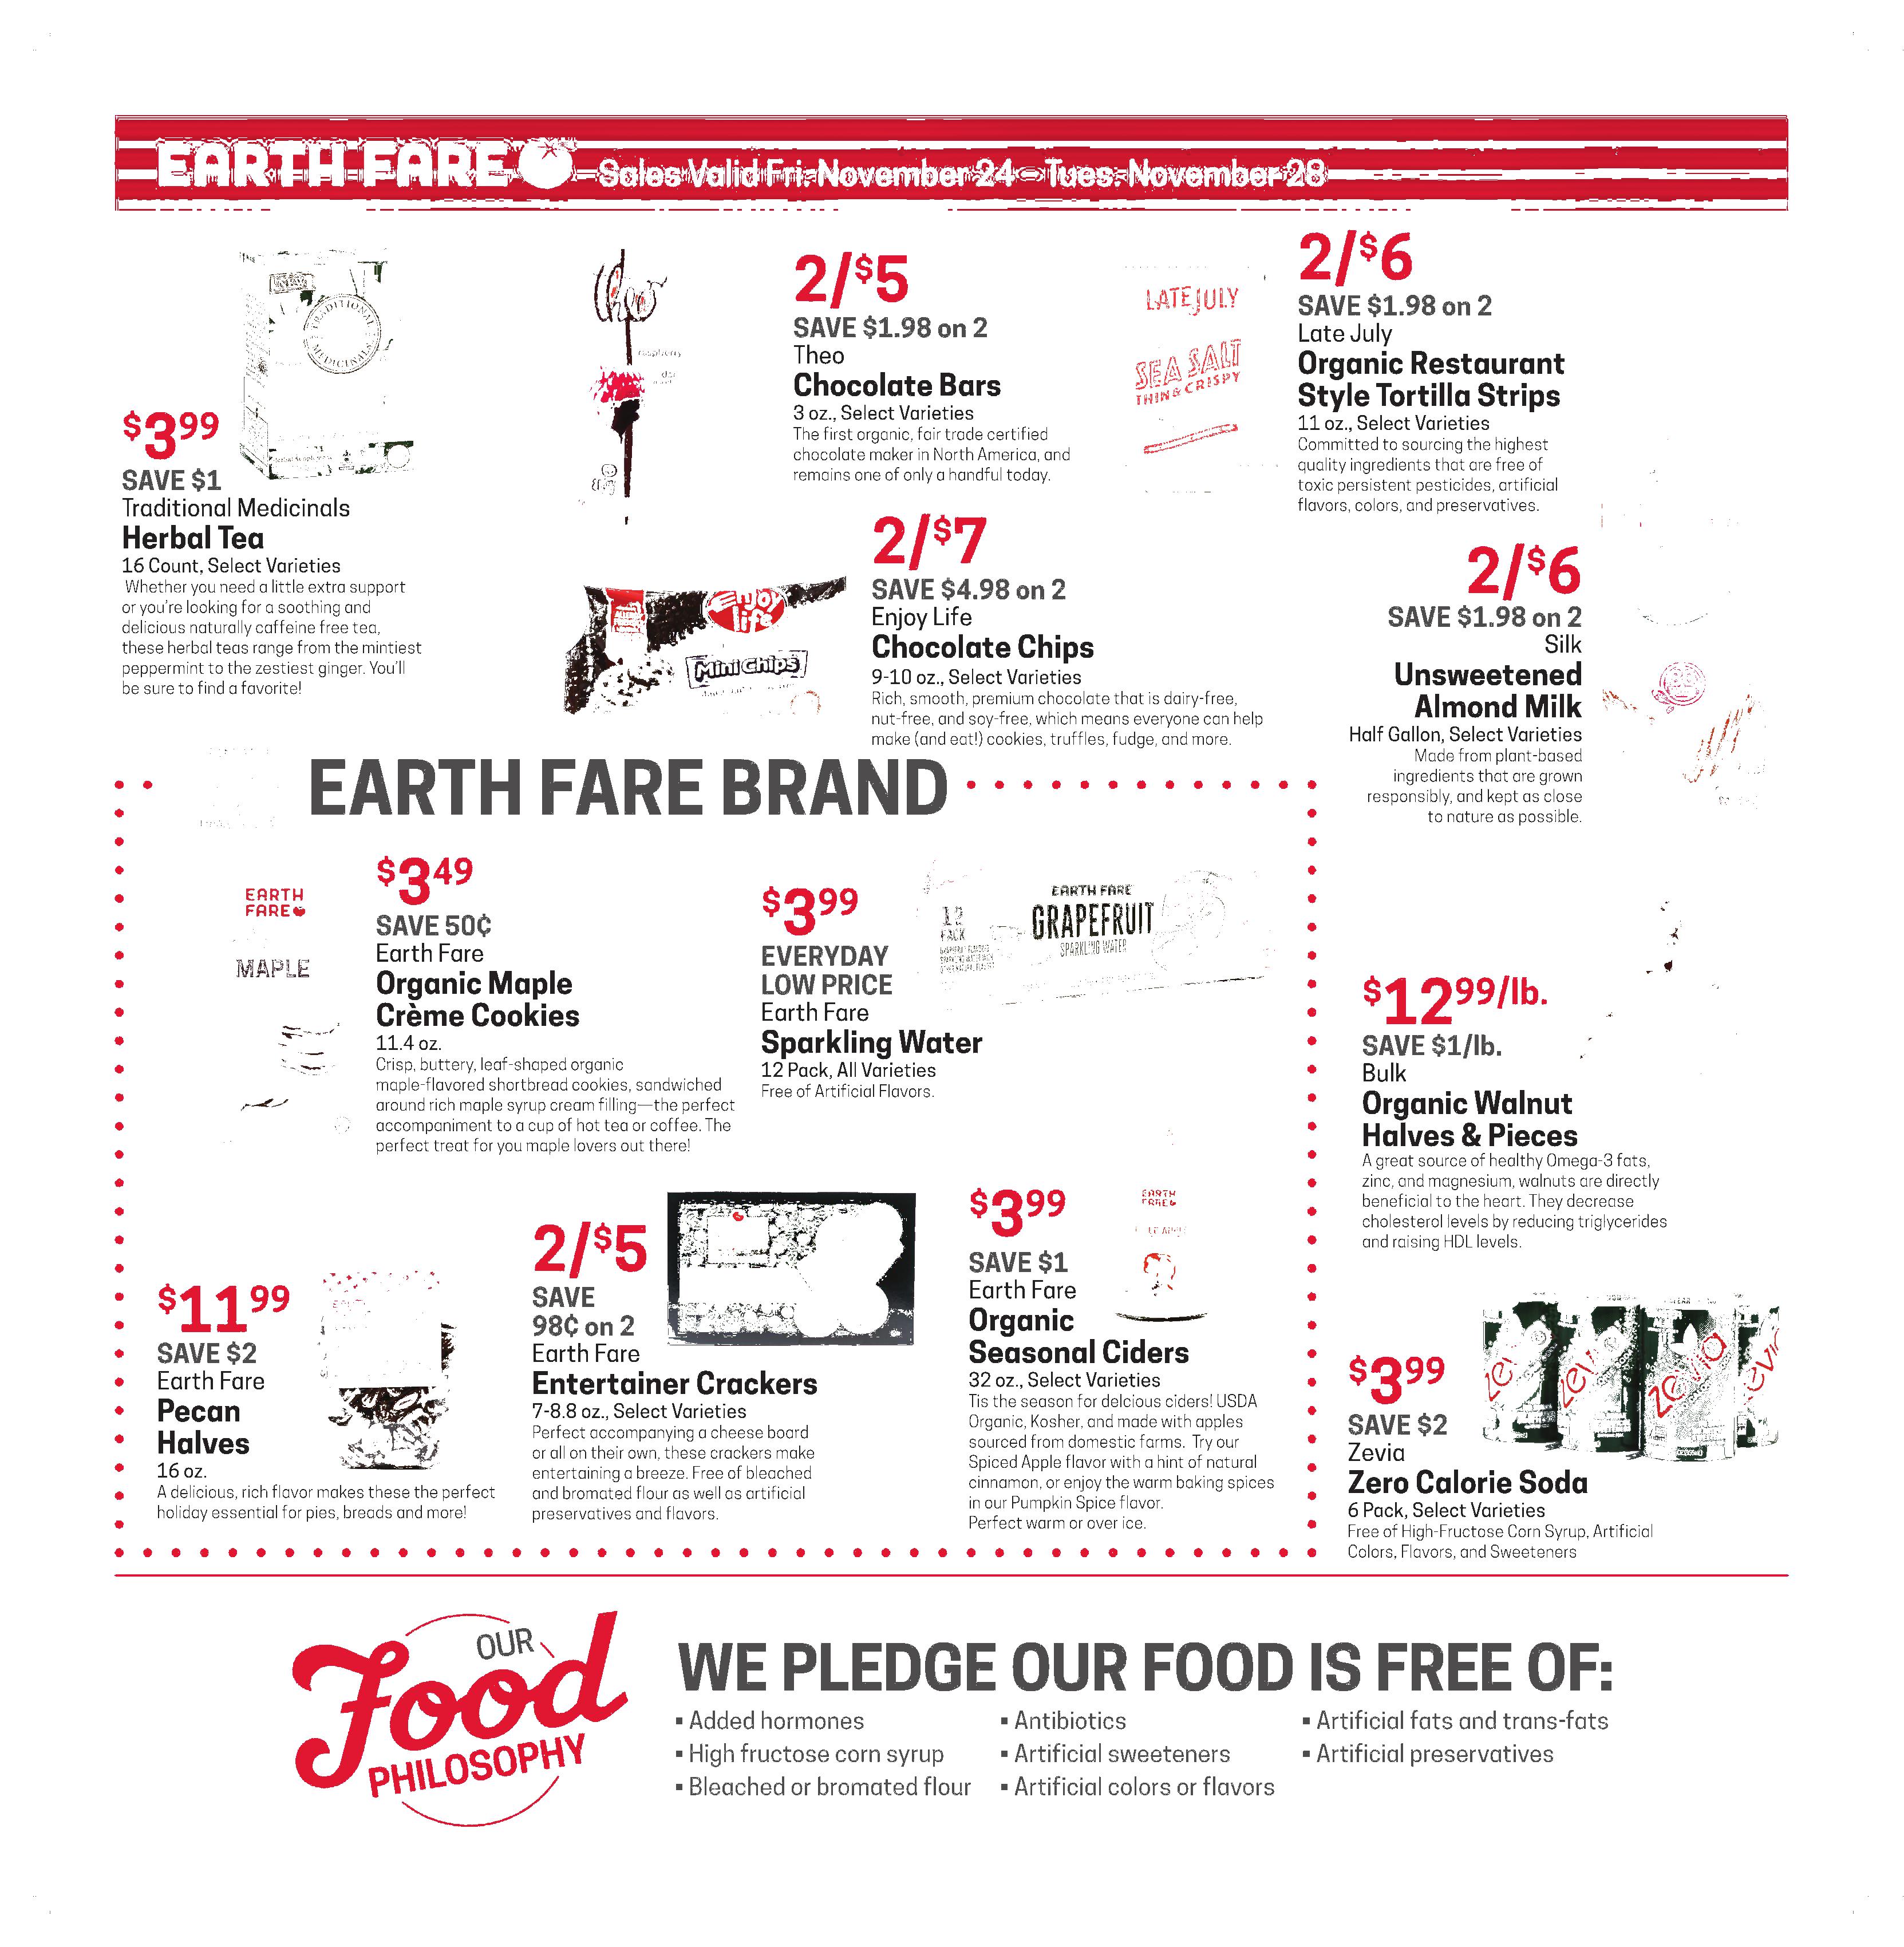 EARTH FARE Sales Valid Fri. November 24 - Tues. November 28
$3.99
SAVE $1
Traditional Medicinals
Herbal Tea
16 Count, Select Varieties
Whether you need a little extra support
or you're looking for a soothing and
delicious naturally caffeine free tea,
these herbal teas range from the mintiest
peppermint to the zestiest ginger. You'll
be sure to find a favorite!
TRADITIONAL
MEDICINALS
Theo
raspberry
2/$5
SAVE $1.98 on 2
Theo
Chocolate Bars
3 oz., Select Varieties
The first organic, fair trade certified
chocolate maker in North America, and
remains one of only a handful today.
LATE JULY
SEA SALT
THIN & CRISPY
2/$6
SAVE $1.98 on 2
Late July
Organic Restaurant
Style Tortilla Strips
11 oz., Select Varieties
Committed to sourcing the highest
quality ingredients that are free of
toxic persistent pesticides, artificial
flavors, colors, and preservatives.
enjoy
life
Mini Chips
2/$7
SAVE $4.98 on 2
Enjoy Life
Chocolate Chips
9-10 oz., Select Varieties
Rich, smooth, premium chocolate that is dairy-free,
nut-free, and soy-free, which means everyone can help
make (and eat!) cookies, truffles, fudge, and more.
2/$6
SAVE $1.98 on 2
Silk
Unsweetened
Almond Milk
Half Gallon, Select Varieties
Made from plant-based
ingredients that are grown
responsibly, and kept as close
to nature as possible.
EARTH FARE BRAND
EARTH
FARE
MAPLE
$3.49
SAVE 50¢
Earth Fare
Organic Maple
Crème Cookies
11.4 oz.
Crisp, buttery, leaf-shaped organic
maple-flavored shortbread cookies, sandwiched
around rich maple syrup cream filling—the perfect
accompaniment to a cup of hot tea or coffee. The
perfect treat for you maple lovers out there!
$3.99
EVERYDAY
LOW PRICE
Earth Fare
Sparkling Water
12 Pack, All Varieties
Free of Artificial Flavors.
12
PACK
EARTH FARE
GRAPEFRUIT
SPARKLING WATER
$12.99/lb.
SAVE $1/lb.
Bulk
Organic Walnut
Halves & Pieces
A great source of healthy Omega-3 fats,
zinc, and magnesium, walnuts are directly
beneficial to the heart. They decrease
cholesterol levels by reducing triglycerides
and raising HDL levels.
$11.99
SAVE $2
Earth Fare
Pecan
Halves
16 oz.
A delicious, rich flavor makes these the perfect
holiday essential for pies, breads and more!
2/$5
SAVE
98¢ on 2
Earth Fare
Entertainer Crackers
7-8.8 oz., Select Varieties
Perfect accompanying a cheese board
or all on their own, these crackers make
entertaining a breeze. Free of bleached
and bromated flour as well as artificial
preservatives and flavors.
$3.99
SAVE $1
Earth Fare
Organic
Seasonal Ciders
32 oz., Select Varieties
Tis the season for delcious ciders! USDA
Organic, Kosher, and made with apples
sourced from domestic farms. Try our
Spiced Apple flavor with a hint of natural
cinnamon, or enjoy the warm baking spices
in our Pumpkin Spice flavor.
Perfect warm or over ice.
EARTH
FARE
$3.99
SAVE $2
Zevia
Zero Calorie Soda
6 Pack, Select Varieties
Free of High-Fructose Corn Syrup, Artificial
Colors, Flavors, and Sweeteners
zevia
OUR
Food
PHILOSOPHY
WE PLEDGE OUR FOOD IS FREE OF:
▪ Added hormones
▪ High fructose corn syrup
▪ Bleached or bromated flour
▪ Antibiotics
▪ Artificial sweeteners
▪ Artificial colors or flavors
▪ Artificial fats and trans-fats
▪ Artificial preservatives